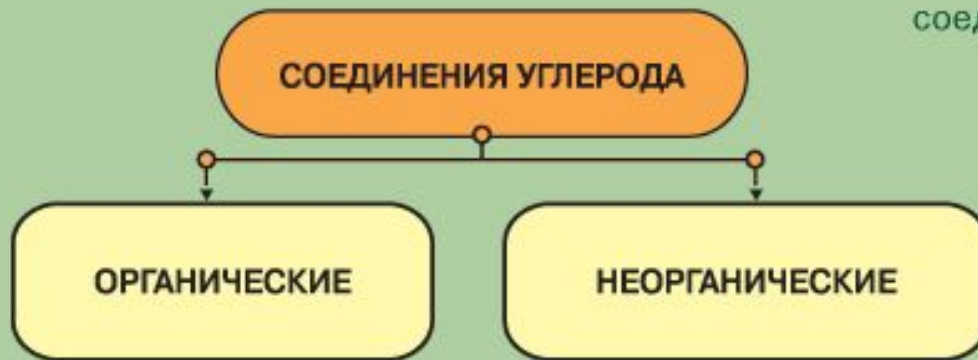 СОЕДИНЕНИЯ УГЛЕРОДА
ОРГАНИЧЕСКИЕ
НЕОРГАНИЧЕСКИЕ